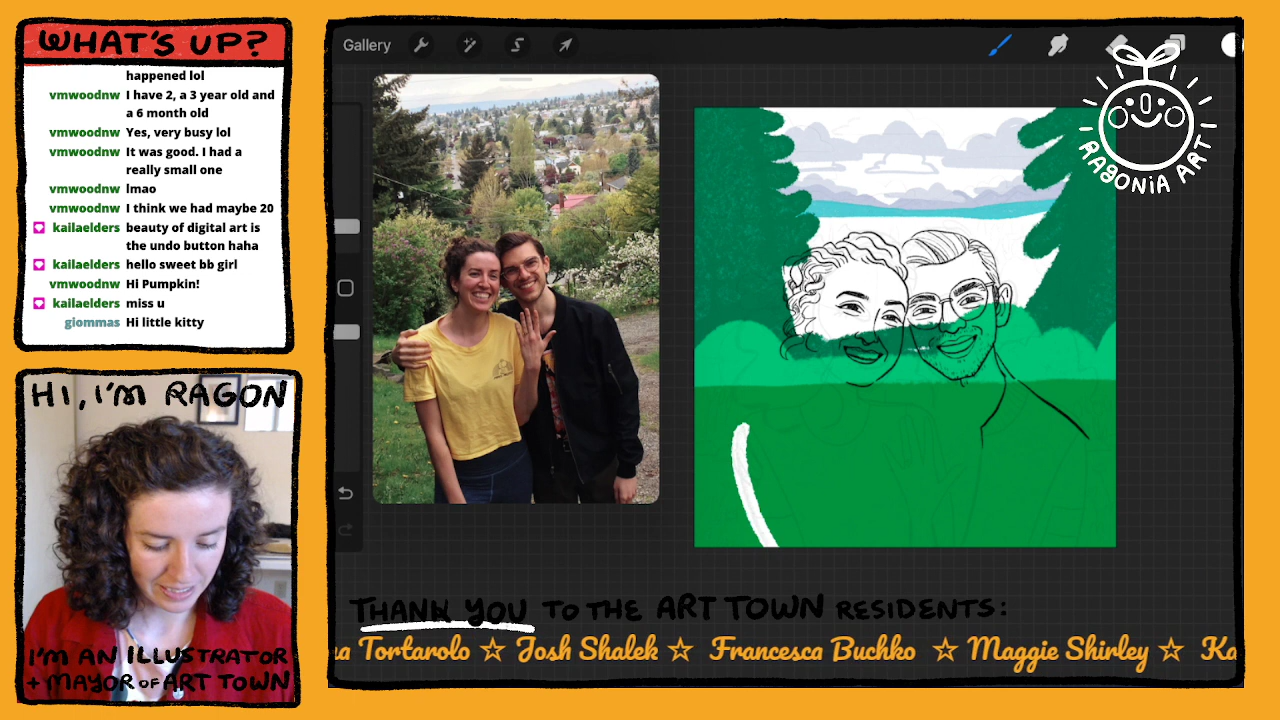 WHAT'S UP?
happened lol
vmwoodnw I have 2, a 3 year old and
a 6 month old
vmwoodnw Yes, very busy lol
vmwoodnw It was good. I had a
really small one
vmwoodnw lmao
vmwoodnw I think we had maybe 20
kailaelders beauty of digital art is
the undo button haha
kailaelders hello sweet bb girl
vmwoodnw Hi Pumpkin!
kailaelders miss u
giommas Hi little kitty
HI, I'M RAGON
I'M AN ILLUSTRATOR
+ MAYOR OF ART TOWN
Gallery
RAGONIA ART
THANK YOU TO THE ART TOWN RESIDENTS:
Tortarolo ☆ Josh Shalek ☆ Francesca Buchko ☆ Maggie Shirley ☆